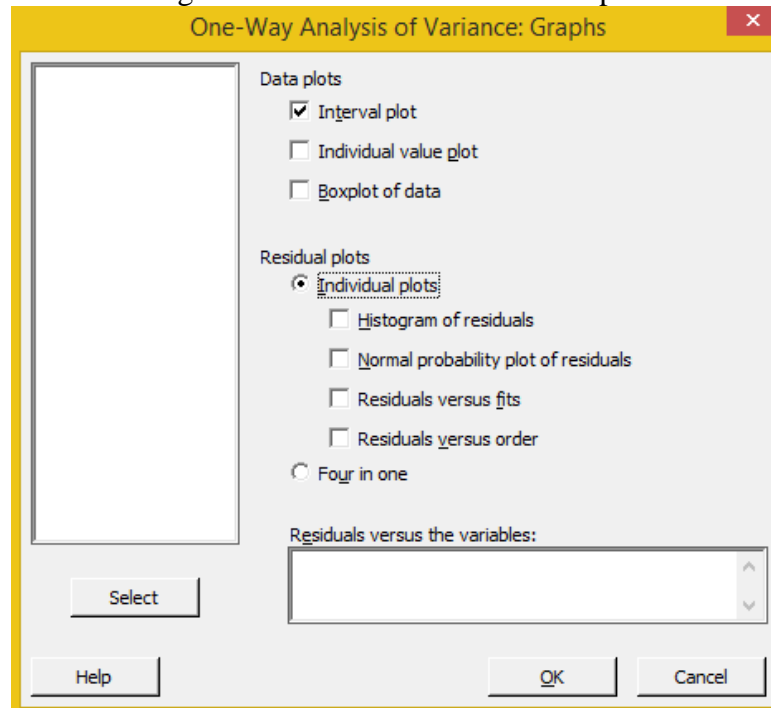 One-Way Analysis of Variance: Graphs
Data plots
Interval plot
Individual value plot
Boxplot of data
Residual plots
Individual plots
Histogram of residuals
Normal probability plot of residuals
Residuals versus fits
Residuals versus order
Four in one
Residuals versus the variables:
Select
Help
OK
Cancel